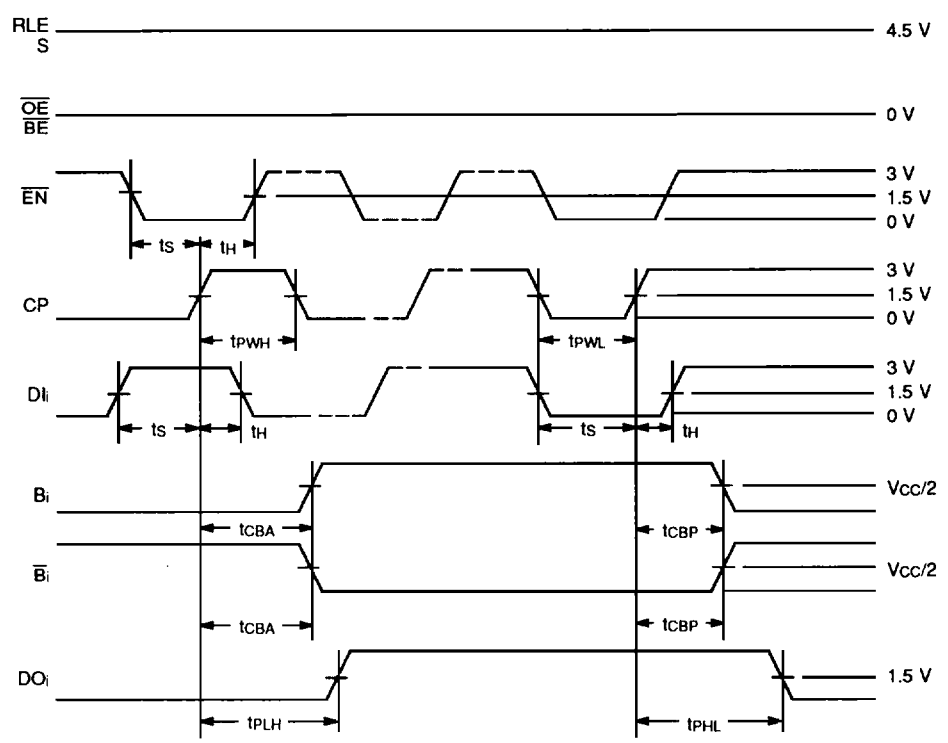 RLE
S
4.5 V
OE
BE
0 V
EN
3 V
1.5 V
0 V
tS
tH
CP
3 V
1.5 V
0 V
tPWH
tPWL
DIi
3 V
1.5 V
0 V
tS
tH
tS
tH
Bi
VCC/2
tCBA
tCBP
Bi
VCC/2
tCBA
tCBP
DOi
1.5 V
tPLH
tPHL